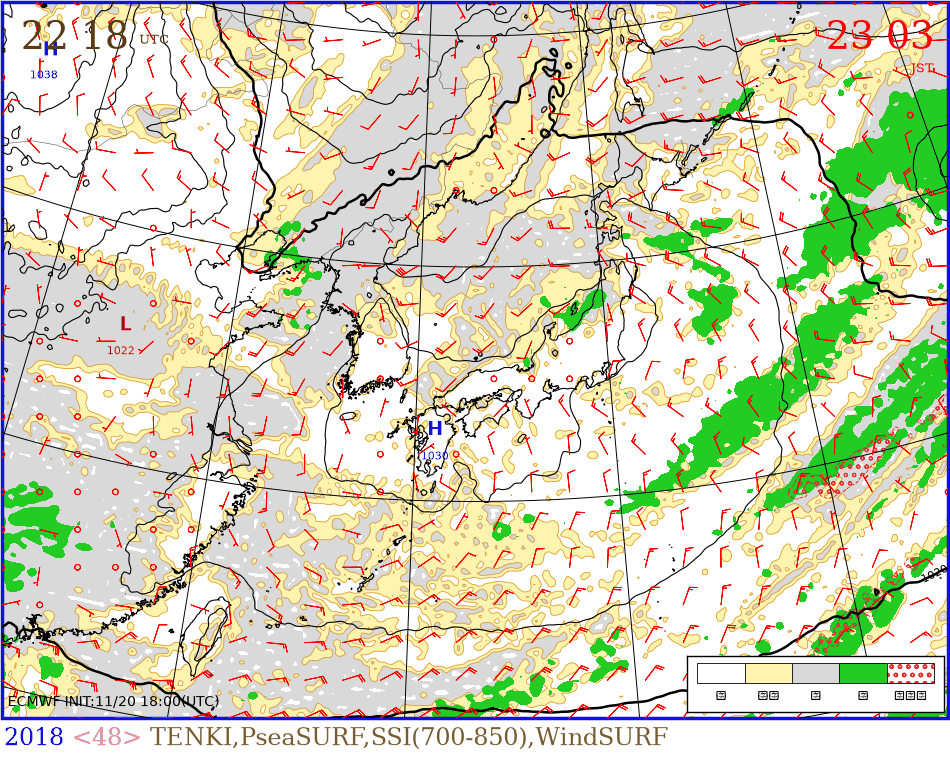 22 18 UTC
23 03 JST
H
1038
L
1022
H
1030
1020
ECMWF INIT:11/20 18:00(UTC)
2018 <48> TENKI,PseaSURF,SSI(700-850),WindSURF